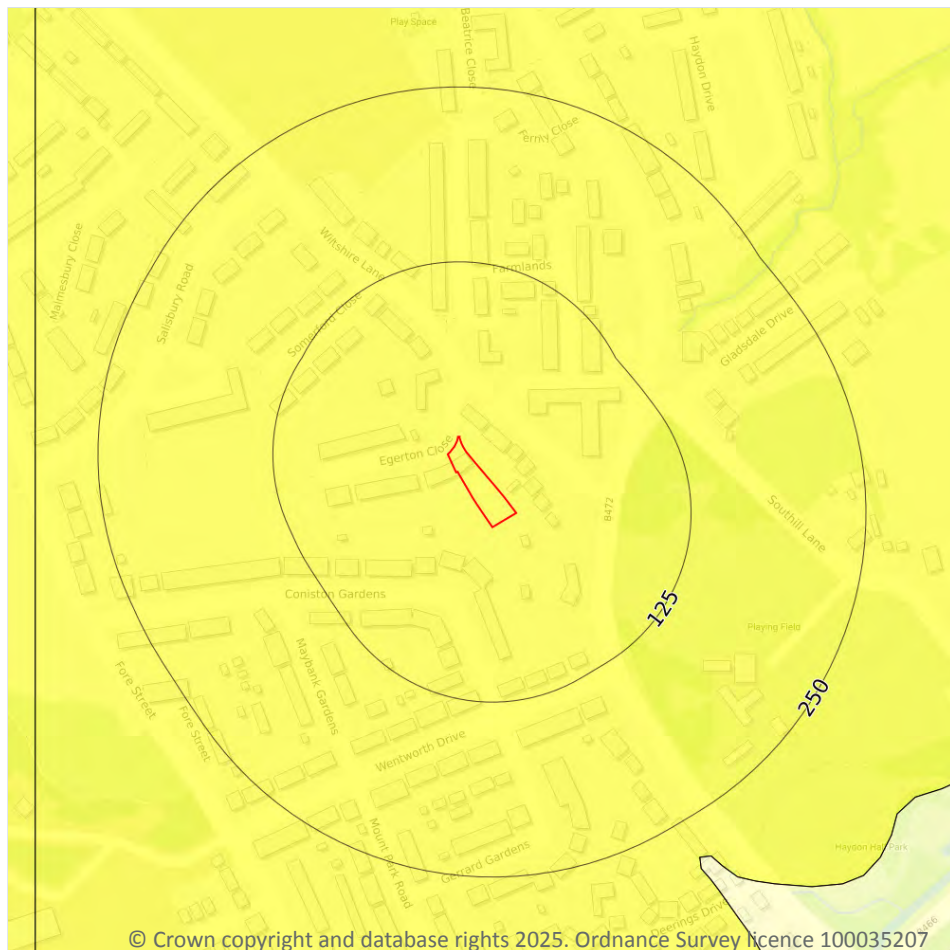 Play Space
Beatrice Close
Haydon Drive
Ferny Close
Malmesbury Close
Salisbury Road
Wiltshire Lane
Farmlands
Somerford Close
Gladsdale Drive
Egerton Close
B472
Southill Lane
Coniston Gardens
125
Playing Field
Maybank Gardens
Fore Street
250
Fore Street
Wentworth Drive
Mount Park Road
Gerrard Gardens
Haydon Hall Park
Deerings Drive
B466
© Crown copyright and database rights 2025. Ordnance Survey licence 100035207